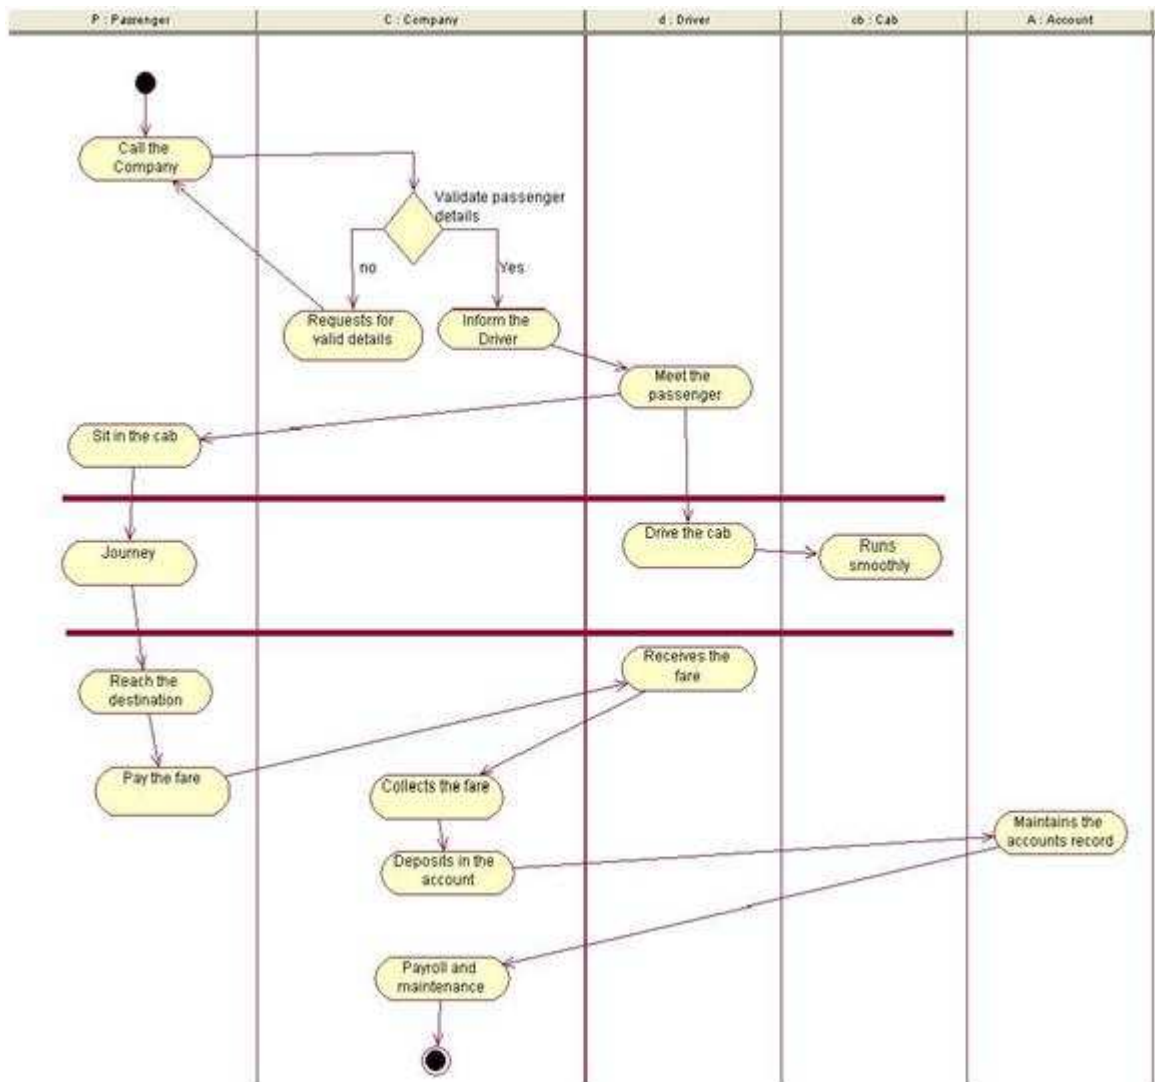 P : Passenger
C : Company
d : Driver
cb : Cab
A : Account
Call the
Company
Validate passenger
details
no
Yes
Requests for
valid details
Inform the
Driver
Meet the
passenger
Sit in the cab
Journey
Drive the cab
Runs
smoothly
Reach the
destination
Receives the
fare
Pay the fare
Collects the fare
Maintains the
accounts record
Deposits in the
account
Payroll and
maintenance